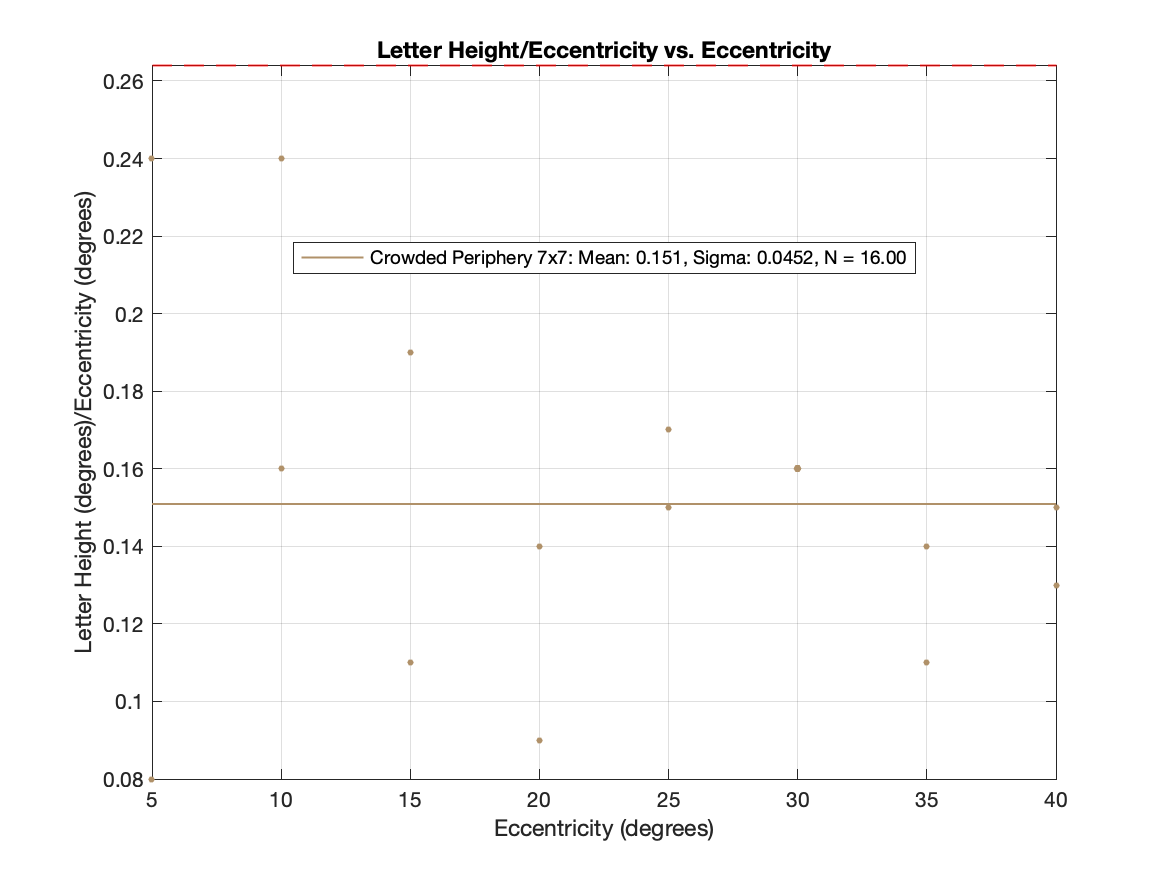 Letter Height/Eccentricity vs. Eccentricity
0.26
0.24
0.22
0.2
0.18
0.16
0.14
0.12
0.1
0.08
Letter Height (degrees)/Eccentricity (degrees)
Crowded Periphery 7x7: Mean: 0.151, Sigma: 0.0452, N = 16.00
5 10 15 20 25 30 35 40
Eccentricity (degrees)